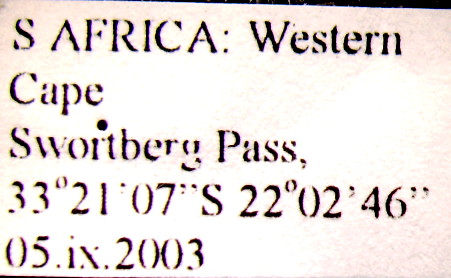 S AFRICA: Western
Cape
Swortberg Pass,
33°21'07"S 22°02'46"
05.ix.2003